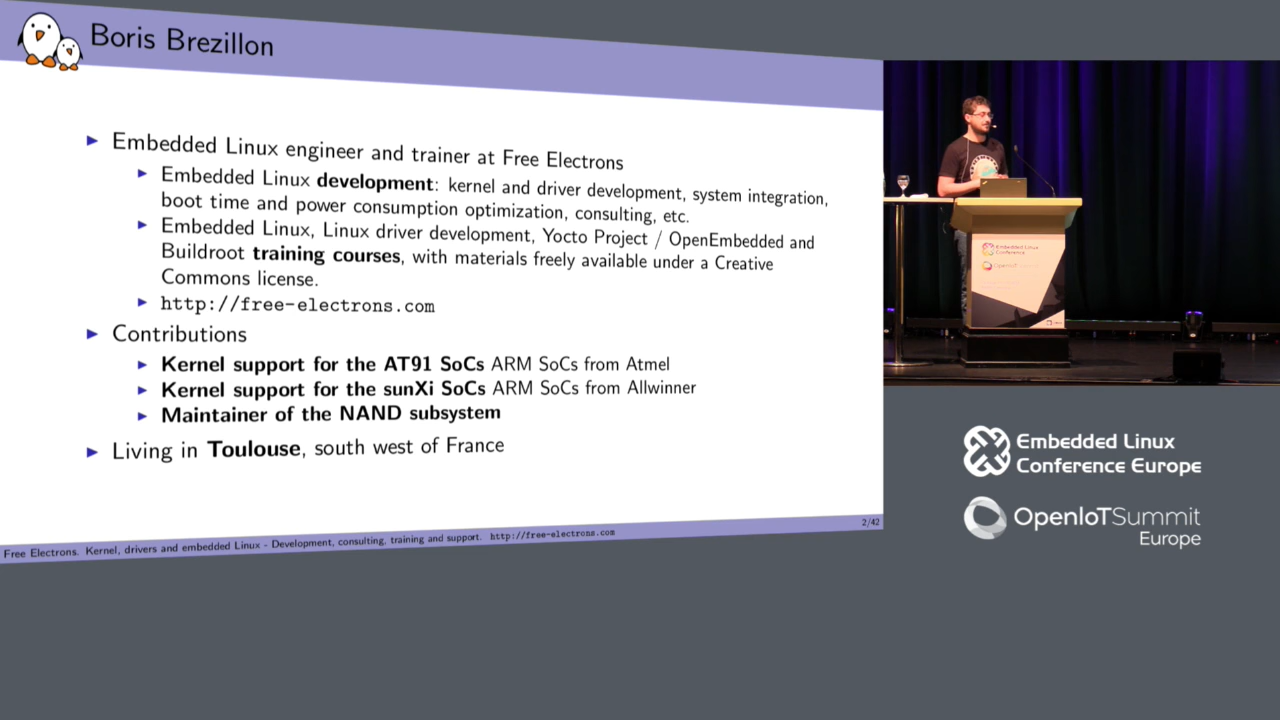 Boris Brezillon
Embedded Linux engineer and trainer at Free Electrons
Embedded Linux development: kernel and driver development, system integration,
boot time and power consumption optimization, consulting, etc.
Embedded Linux, Linux driver development, Yocto Project / OpenEmbedded and
Buildroot training courses, with materials freely available under a Creative
Commons license.
http://free-electrons.com
Contributions
Kernel support for the AT91 SoCs ARM SoCs from Atmel
Kernel support for the sunXi SoCs ARM SoCs from Allwinner
Maintainer of the NAND subsystem
Living in Toulouse, south west of France
2/42
Free Electrons. Kernel, drivers and embedded Linux - Development, consulting, training and support. http://free-electrons.com
Embedded Linux
Conference
OpenIoT
Embedded Linux
Conference Europe
OpenIoTSummit
Europe